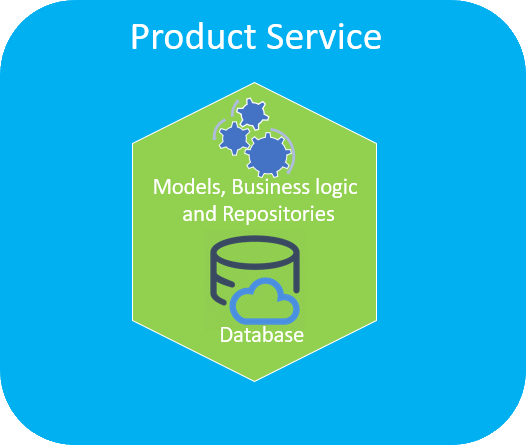 Product Service
Models, Business logic
and Repositories
Database